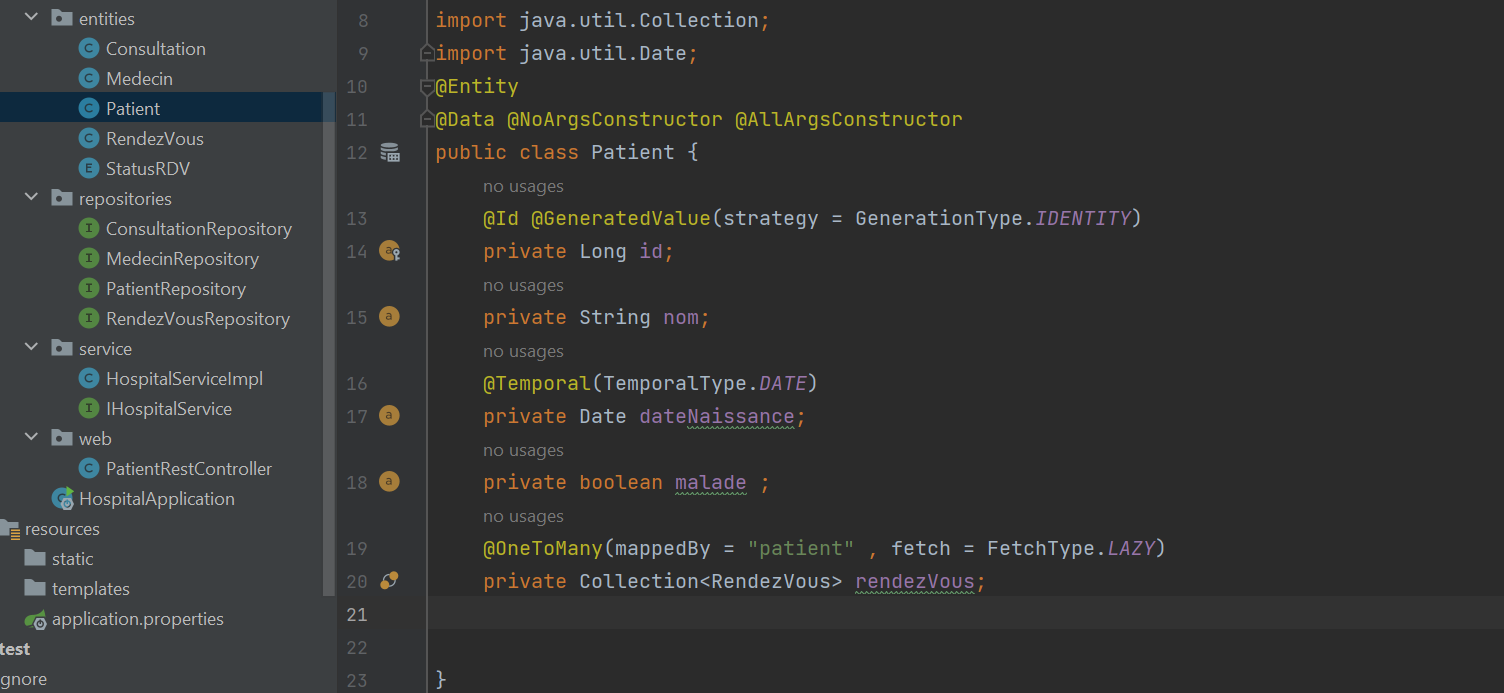 entities
Consultation
Medecin
Patient
RendezVous
StatusRDV
repositories
ConsultationRepository
MedecinRepository
PatientRepository
RendezVousRepository
service
HospitalServiceImpl
IHospitalService
web
PatientRestController
HospitalApplication
resources
static
templates
application.properties
test
gnore
8 import java.util.Collection;
9 import java.util.Date;
10 @Entity
11 @Data @NoArgsConstructor @AllArgsConstructor
12 public class Patient {
no usages
13 @Id @GeneratedValue(strategy = GenerationType.IDENTITY)
14 private Long id;
no usages
15 private String nom;
no usages
16 @Temporal(TemporalType.DATE)
17 private Date dateNaissance;
no usages
18 private boolean malade ;
no usages
19 @OneToMany(mappedBy = "patient" , fetch = FetchType.LAZY)
20 private Collection<RendezVous> rendezVous;
21
22
23 }